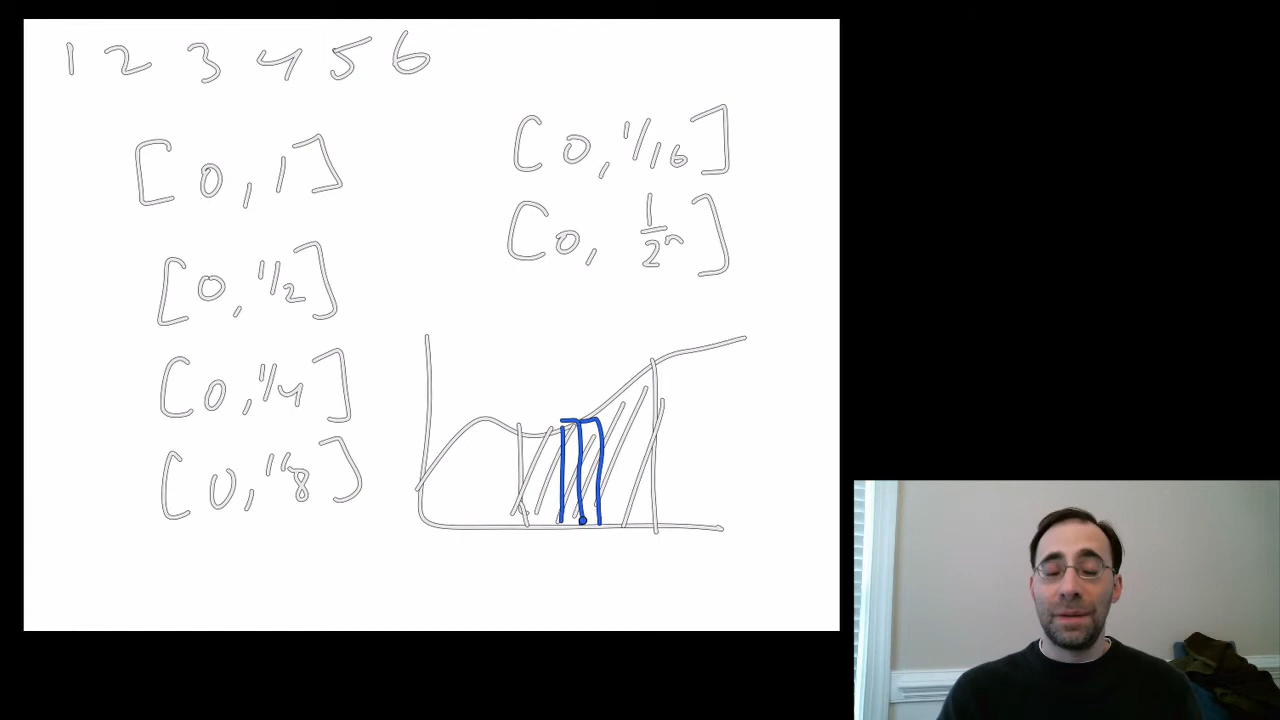 1 2 3 4 5 6
[0, 1]
[0, 1/2]
[0, 1/4]
[0, 1/8]
[0, 1/16]
[0, 1/2ⁿ]